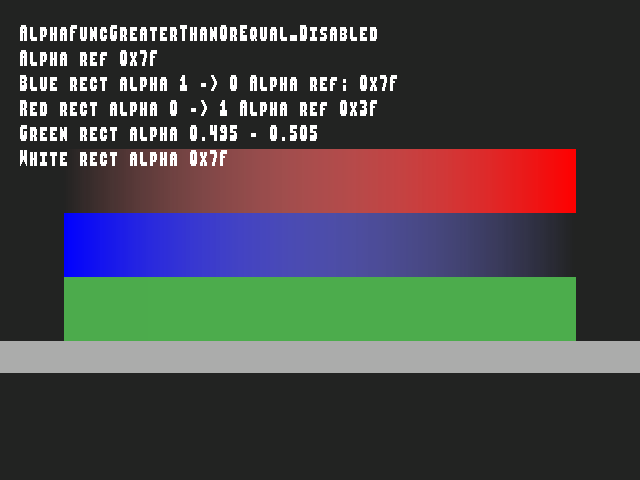 AlphaFuncGreaterThanOrEqual_Disabled
Alpha ref 0x7f
Blue rect alpha 1 -> 0 Alpha ref: 0x7f
Red rect alpha 0 -> 1 Alpha ref 0x3f
Green rect alpha 0.495 - 0.505
White rect alpha 0x7f